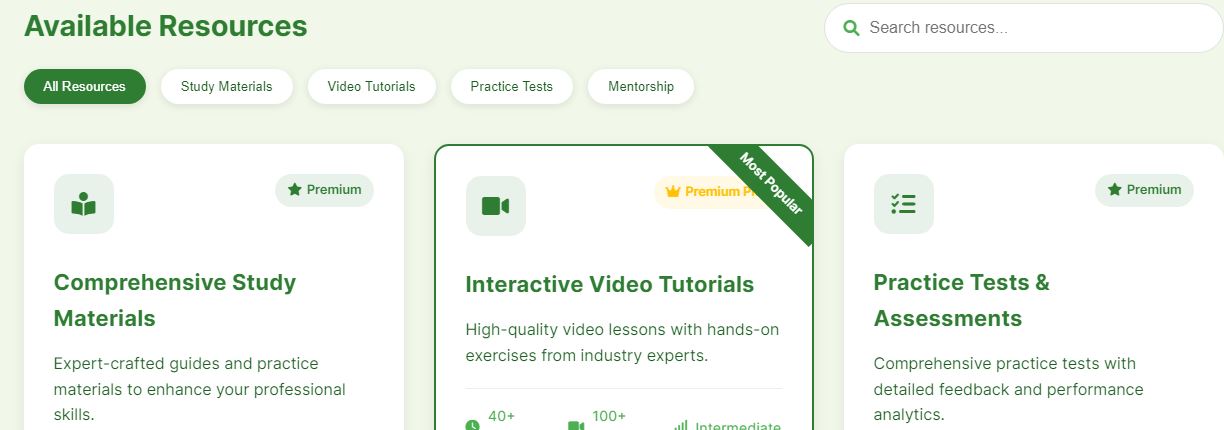 Available Resources
Search resources...
All Resources
Study Materials
Video Tutorials
Practice Tests
Mentorship
Premium
Comprehensive Study
Materials
Expert-crafted guides and practice
materials to enhance your professional
skills.
Premium
Most Popular
Interactive Video Tutorials
High-quality video lessons with hands-on
exercises from industry experts.
40+
100+
Intermediate
Premium
Practice Tests &
Assessments
Comprehensive practice tests with
detailed feedback and performance
analytics.